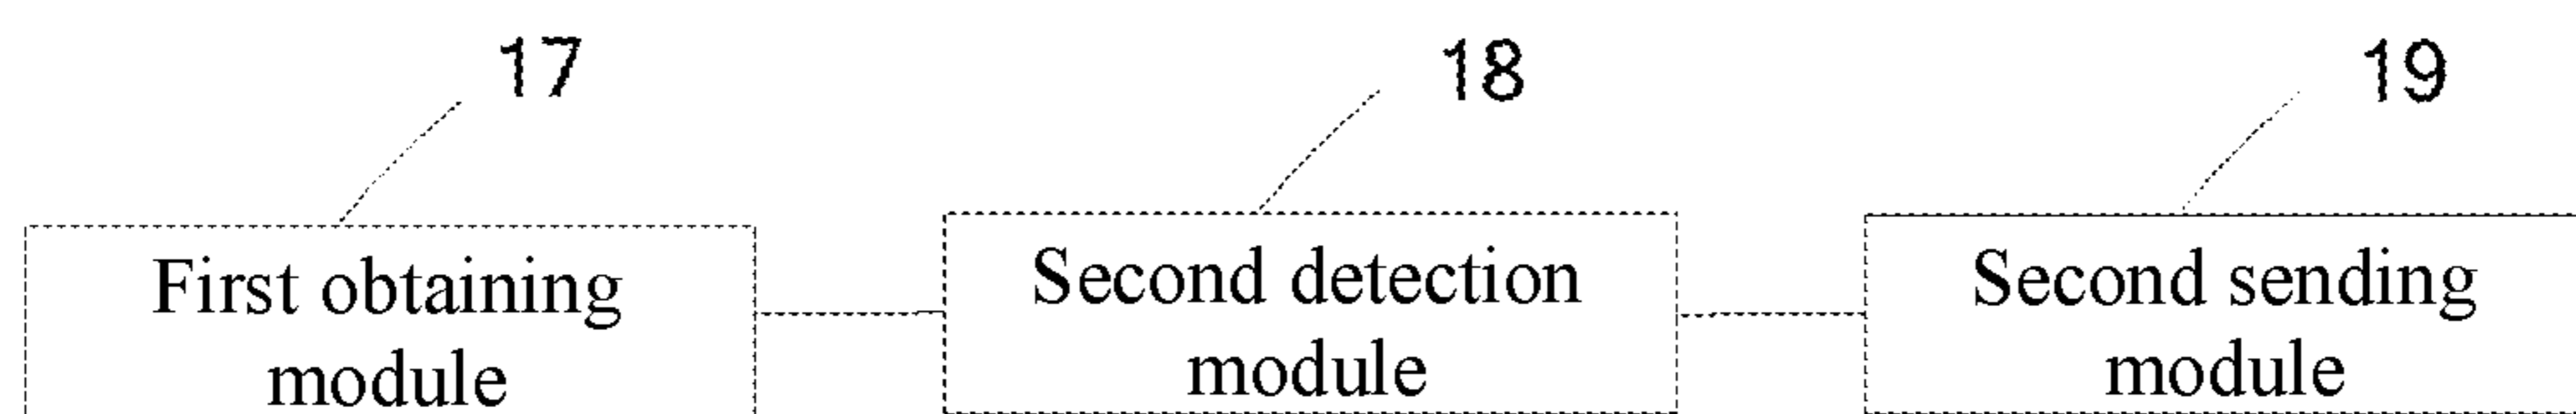 17
18
19
First obtaining
module
Second detection
module
Second sending
module